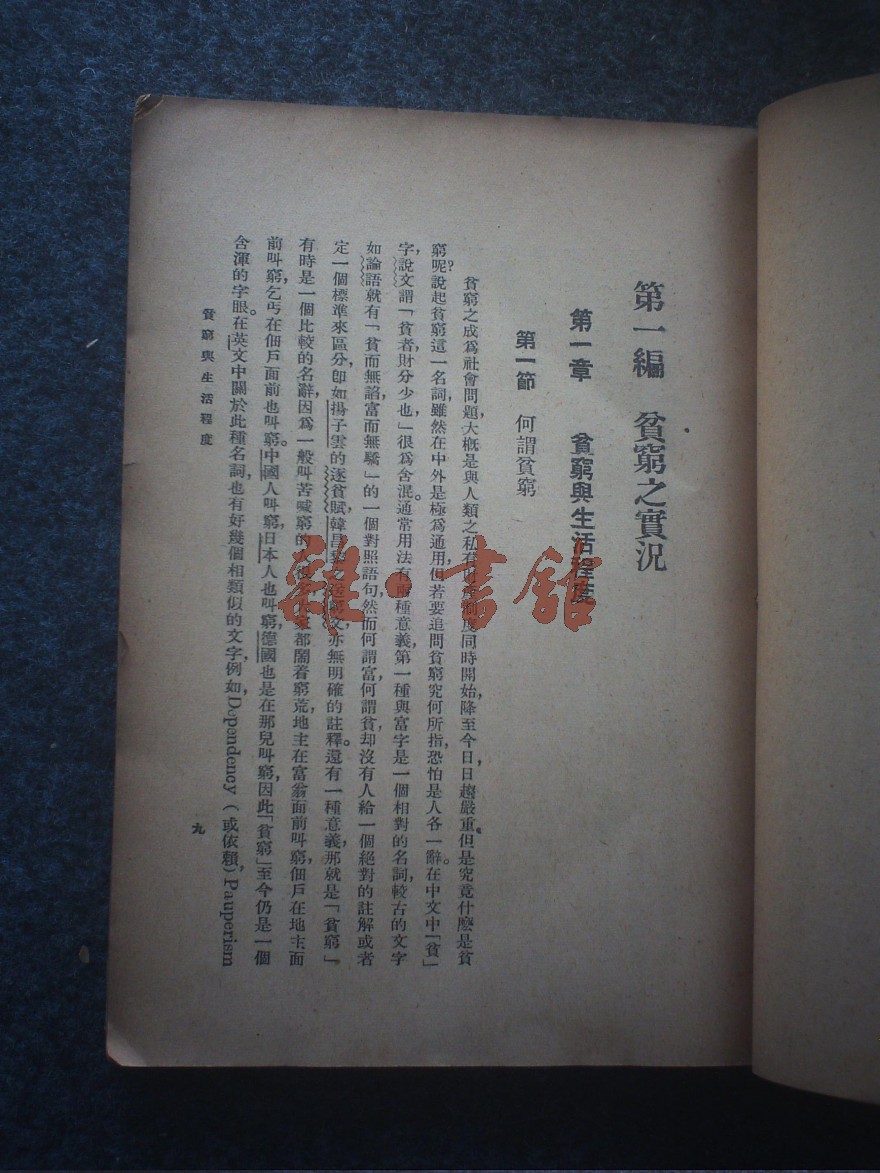 第一編　貧窮之實況
第一章　貧窮與生活程度
第一節　何謂貧窮
貧窮之成爲社會問題,大概是與人類之私有財產制度同時開始,降至今日,日趨嚴重但是究竟什麽是貧
窮呢?說起貧窮這一名詞,雖然在中外是極爲通用,但若要追問貧窮究何所指,恐怕是人各一辭。在中文中「貧」
字,說文謂「貧者,財分少也」很爲含混。通常用法有兩種意義,第一種與富字是一個相對的名詞,較古的文字
如論語就有「貧而無諂,富而無驕」的一個對照語句然而何謂富,何謂貧却沒有人給一個絕對的註解或者
定一個標準來區分卽如揚子雲的逐貧賦韓昌黎之送窮文,亦無明確的註釋。還有一種意義,那就是「貧窮」。
有時是一個比較的名辭,因爲一般叫苦喊窮的人大家都鬧着窮荒,地主在富翁面前叫窮,佃戶在地主面
前叫窮,乞丐在佃戶面前也叫窮。中國人叫窮,日本人也叫窮,德國也是在那兒叫窮,因此「貧窮」至今仍是一個
含渾的字眼。在英文中關於此種名詞,也有好幾個相類似的文字,例如,Dependency（或依賴,）Pauperism
貧窮與生活程度
九
雜·書館